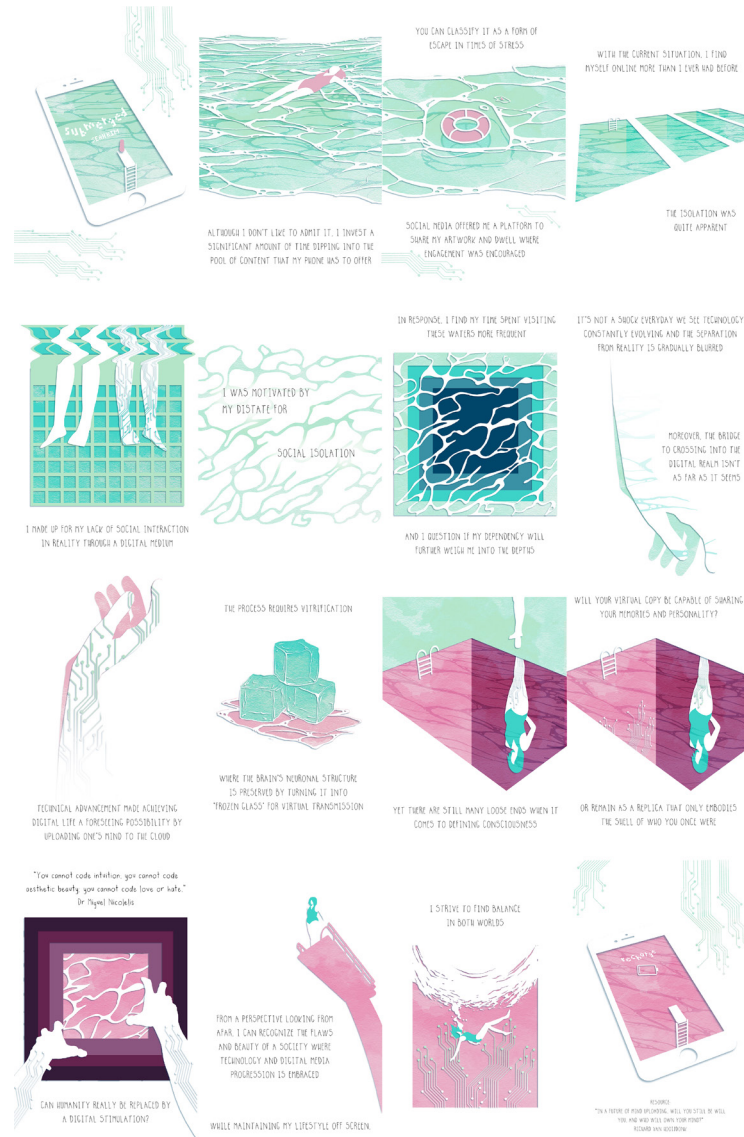 submerged
YOU CAN CLASSIFY IT AS A FORM OF
ESCAPE IN TIMES OF STRESS
WITH THE CURRENT SITUATION, I FIND
MYSELF ONLINE MORE THAN I EVER HAD BEFORE
ALTHOUGH I DON'T LIKE TO ADMIT IT, I INVEST A
SIGNIFICANT AMOUNT OF TIME DIPPING INTO THE
POOL OF CONTENT THAT MY PHONE HAS TO OFFER
SOCIAL MEDIA OFFERED ME A PLATFORM TO
SHARE MY ARTWORK AND DWELL WHERE
ENGAGEMENT WAS ENCOURAGED
THE ISOLATION WAS
QUITE APPARENT
I MADE UP FOR MY LACK OF SOCIAL INTERACTION
IN REALITY THROUGH A DIGITAL MEDIUM
I WAS MOTIVATED BY
MY DISTATE FOR
SOCIAL ISOLATION
IN RESPONSE, I FIND MY TIME SPENT VISITING
THESE WATERS MORE FREQUENT
AND I QUESTION IF MY DEPENDENCY WILL
FURTHER WEIGH ME INTO THE DEPTHS
IT'S NOT A SHOCK EVERYDAY WE SEE TECHNOLOGY
CONSTANTLY EVOLVING AND THE SEPARATION
FROM REALITY IS GRADUALLY BLURRED
MOREOVER, THE BRIDGE
TO CROSSING INTO THE
DIGITAL REALM ISN'T
AS FAR AS IT SEEMS
TECHNICAL ADVANCEMENT MADE ACHIEVING
DIGITAL LIFE A FORESEEING POSSIBILITY BY
UPLOADING ONE'S MIND TO THE CLOUD
THE PROCESS REQUIRES VITRIFICATION
WHERE THE BRAIN'S NEURONAL STRUCTURE
IS PRESERVED BY TURNING IT INTO
"FROZEN GLASS" FOR VIRTUAL TRANSMISSION
YET THERE ARE STILL MANY LOOSE ENDS WHEN IT
COMES TO DEFINING CONSCIOUSNESS
WILL YOUR VIRTUAL COPY BE CAPABLE OF SHARING
YOUR MEMORIES AND PERSONALITY?
OR REMAIN AS A REPLICA THAT ONLY EMBODIES
THE SHELL OF WHO YOU ONCE WERE
"You cannot code intuition, you cannot code
aesthetic beauty, you cannot code love or hate."
Dr Miguel Nicolelis
CAN HUMANITY REALLY BE REPLACED BY
A DIGITAL STIMULATION?
FROM A PERSPECTIVE LOOKING FROM
AFAR, I CAN RECOGNIZE THE FLAWS
AND BEAUTY OF A SOCIETY WHERE
TECHNOLOGY AND DIGITAL MEDIA
PROGRESSION IS EMBRACED
WHILE MAINTAINING MY LIFESTYLE OFF SCREEN.
I STRIVE TO FIND BALANCE
IN BOTH WORLDS
RESOURCE
"IN A FUTURE OF MIND UPLOADING, WILL YOU STILL BE
YOU, AND WHO WILL OWN YOUR MIND?"